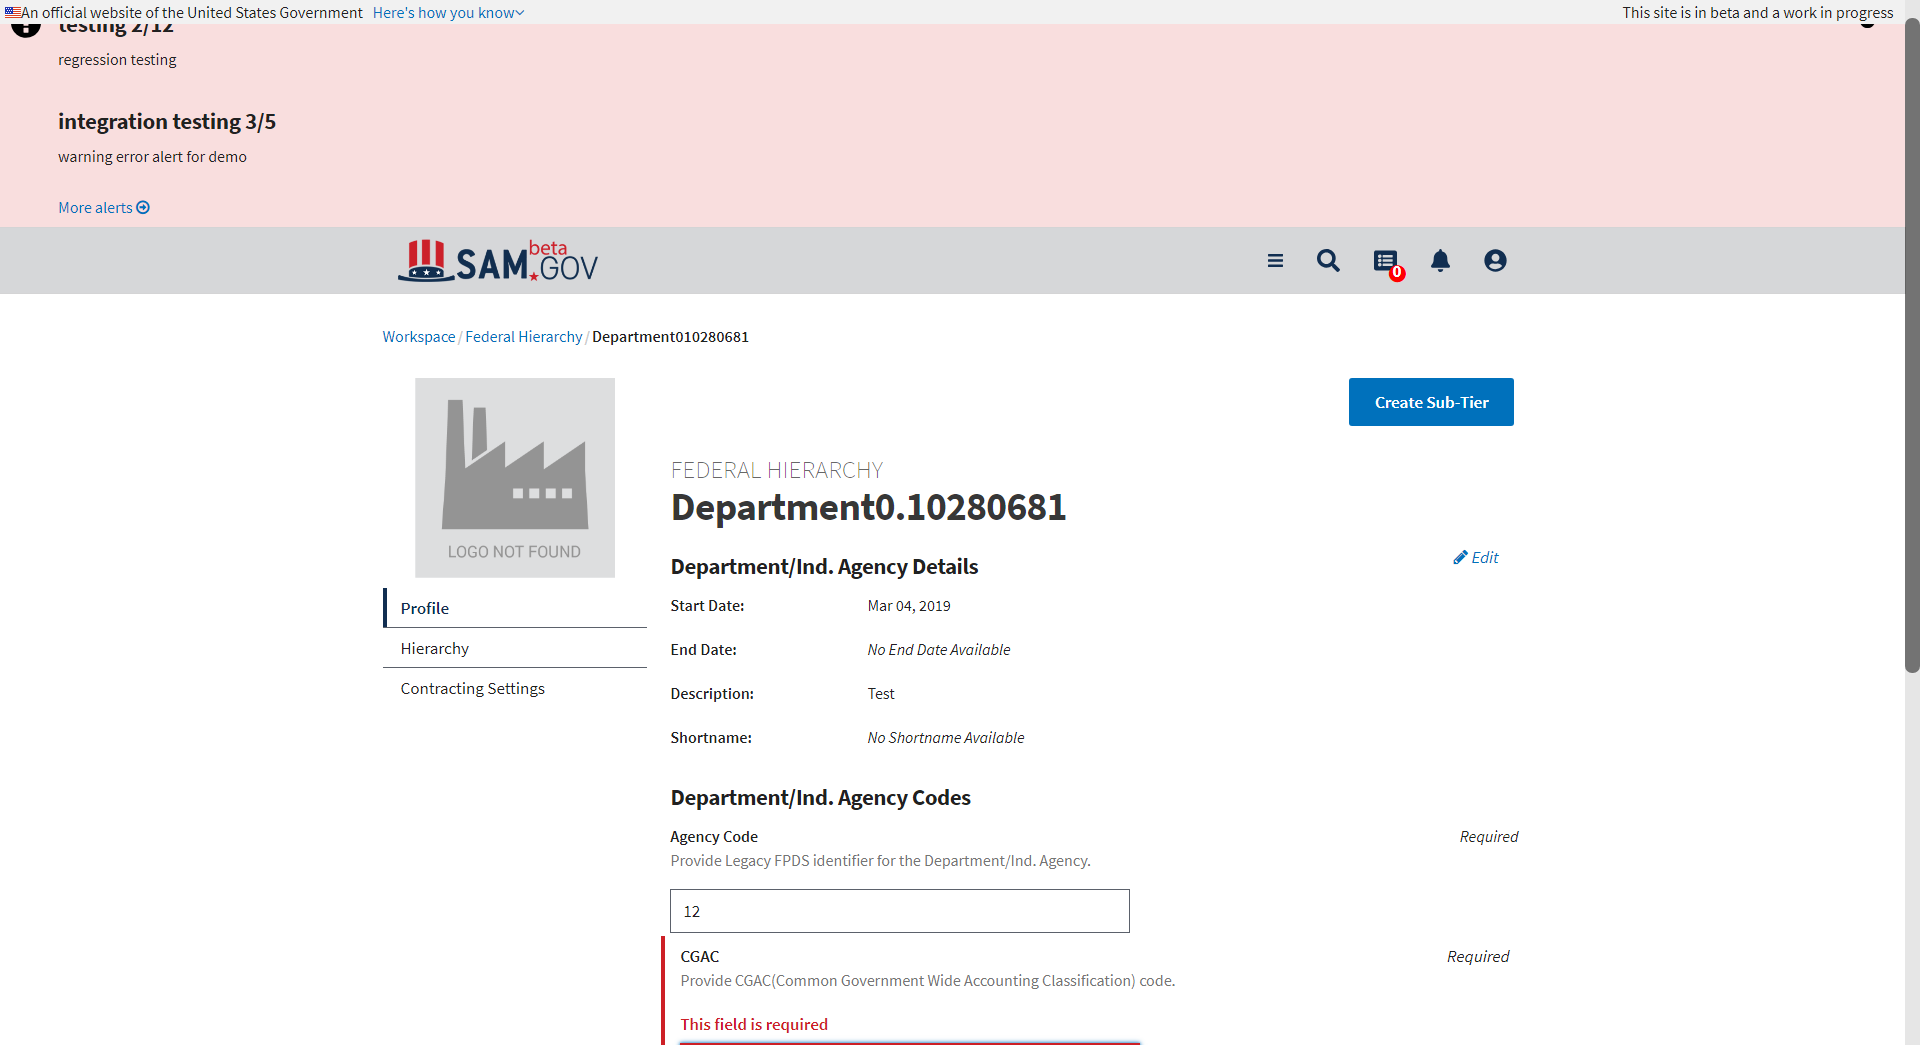 An official website of the United States Government Here's how you know
This site is in beta and a work in progress
testing 2/12
regression testing
integration testing 3/5
warning error alert for demo
More alerts
SAM.GOV beta
0
Workspace / Federal Hierarchy / Department010280681
LOGO NOT FOUND
Create Sub-Tier
FEDERAL HIERARCHY
Department0.10280681
Profile
Hierarchy
Contracting Settings
Department/Ind. Agency Details
Edit
Start Date: Mar 04, 2019
End Date: No End Date Available
Description: Test
Shortname: No Shortname Available
Department/Ind. Agency Codes
Agency Code Required
Provide Legacy FPDS identifier for the Department/Ind. Agency.
12
CGAC Required
Provide CGAC(Common Government Wide Accounting Classification) code.
This field is required